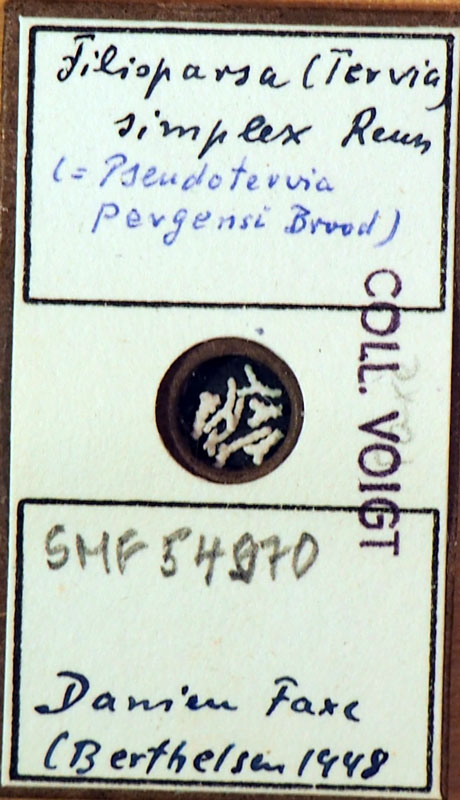 Filisparsa (Tervia)
simplex Reuss
(= Pseudotervia
pergensi Brood)
COLL. VOIGT
SMF 54970
Danien Faxe
(Berthelsen 1948